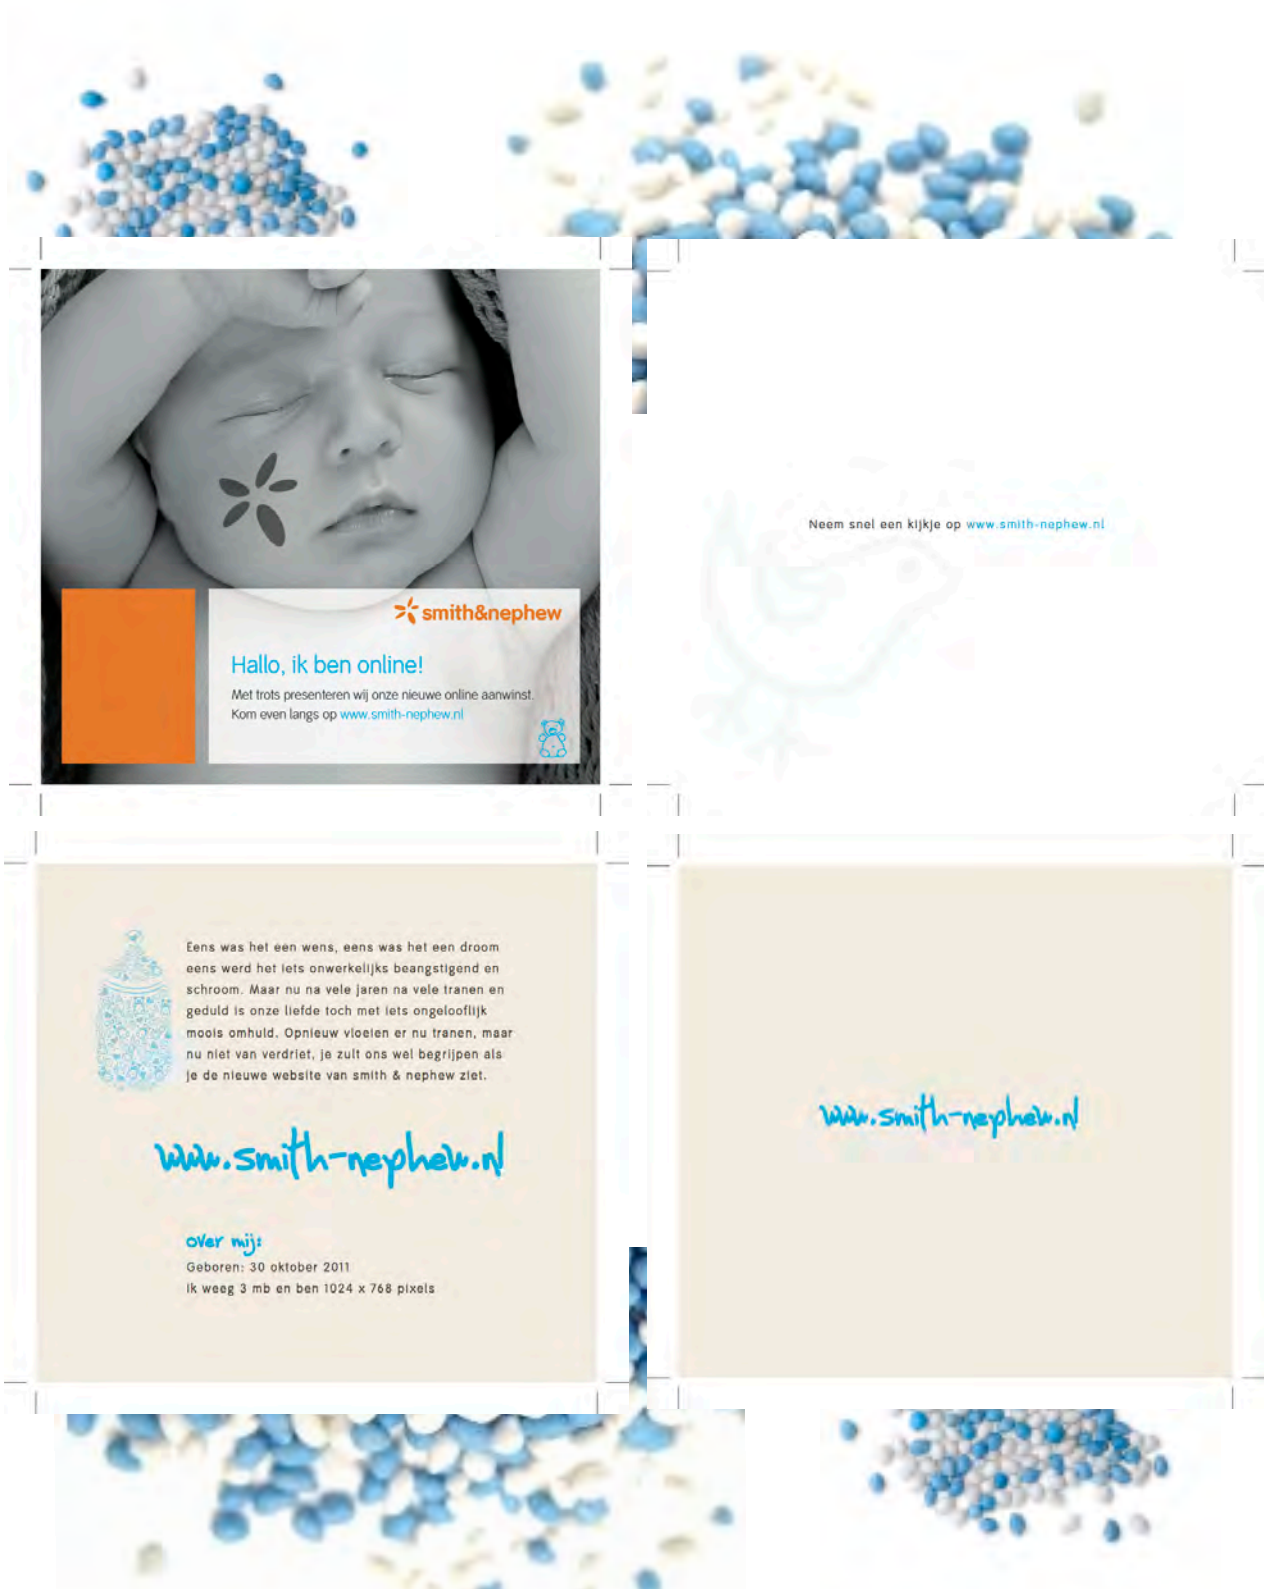 smith&nephew
Hallo, ik ben online!
Met trots presenteren wij onze nieuwe online aanwinst.
Kom even langs op www.smith-nephew.nl
Neem snel een kijkje op www.smith-nephew.nl
Eens was het een wens, eens was het een droom
eens werd het iets onwerkelijks beangstigend en
schroom. Maar nu na vele jaren na vele tranen en
geduld is onze liefde toch met iets ongelooflijk
moois omhuld. Opnieuw vloeien er nu tranen, maar
nu niet van verdriet, je zult ons wel begrijpen als
je de nieuwe website van smith & nephew ziet.
www.smith-nephew.nl
over mij:
Geboren: 30 oktober 2011
Ik weeg 3 mb en ben 1024 x 768 pixels
www.smith-nephew.nl